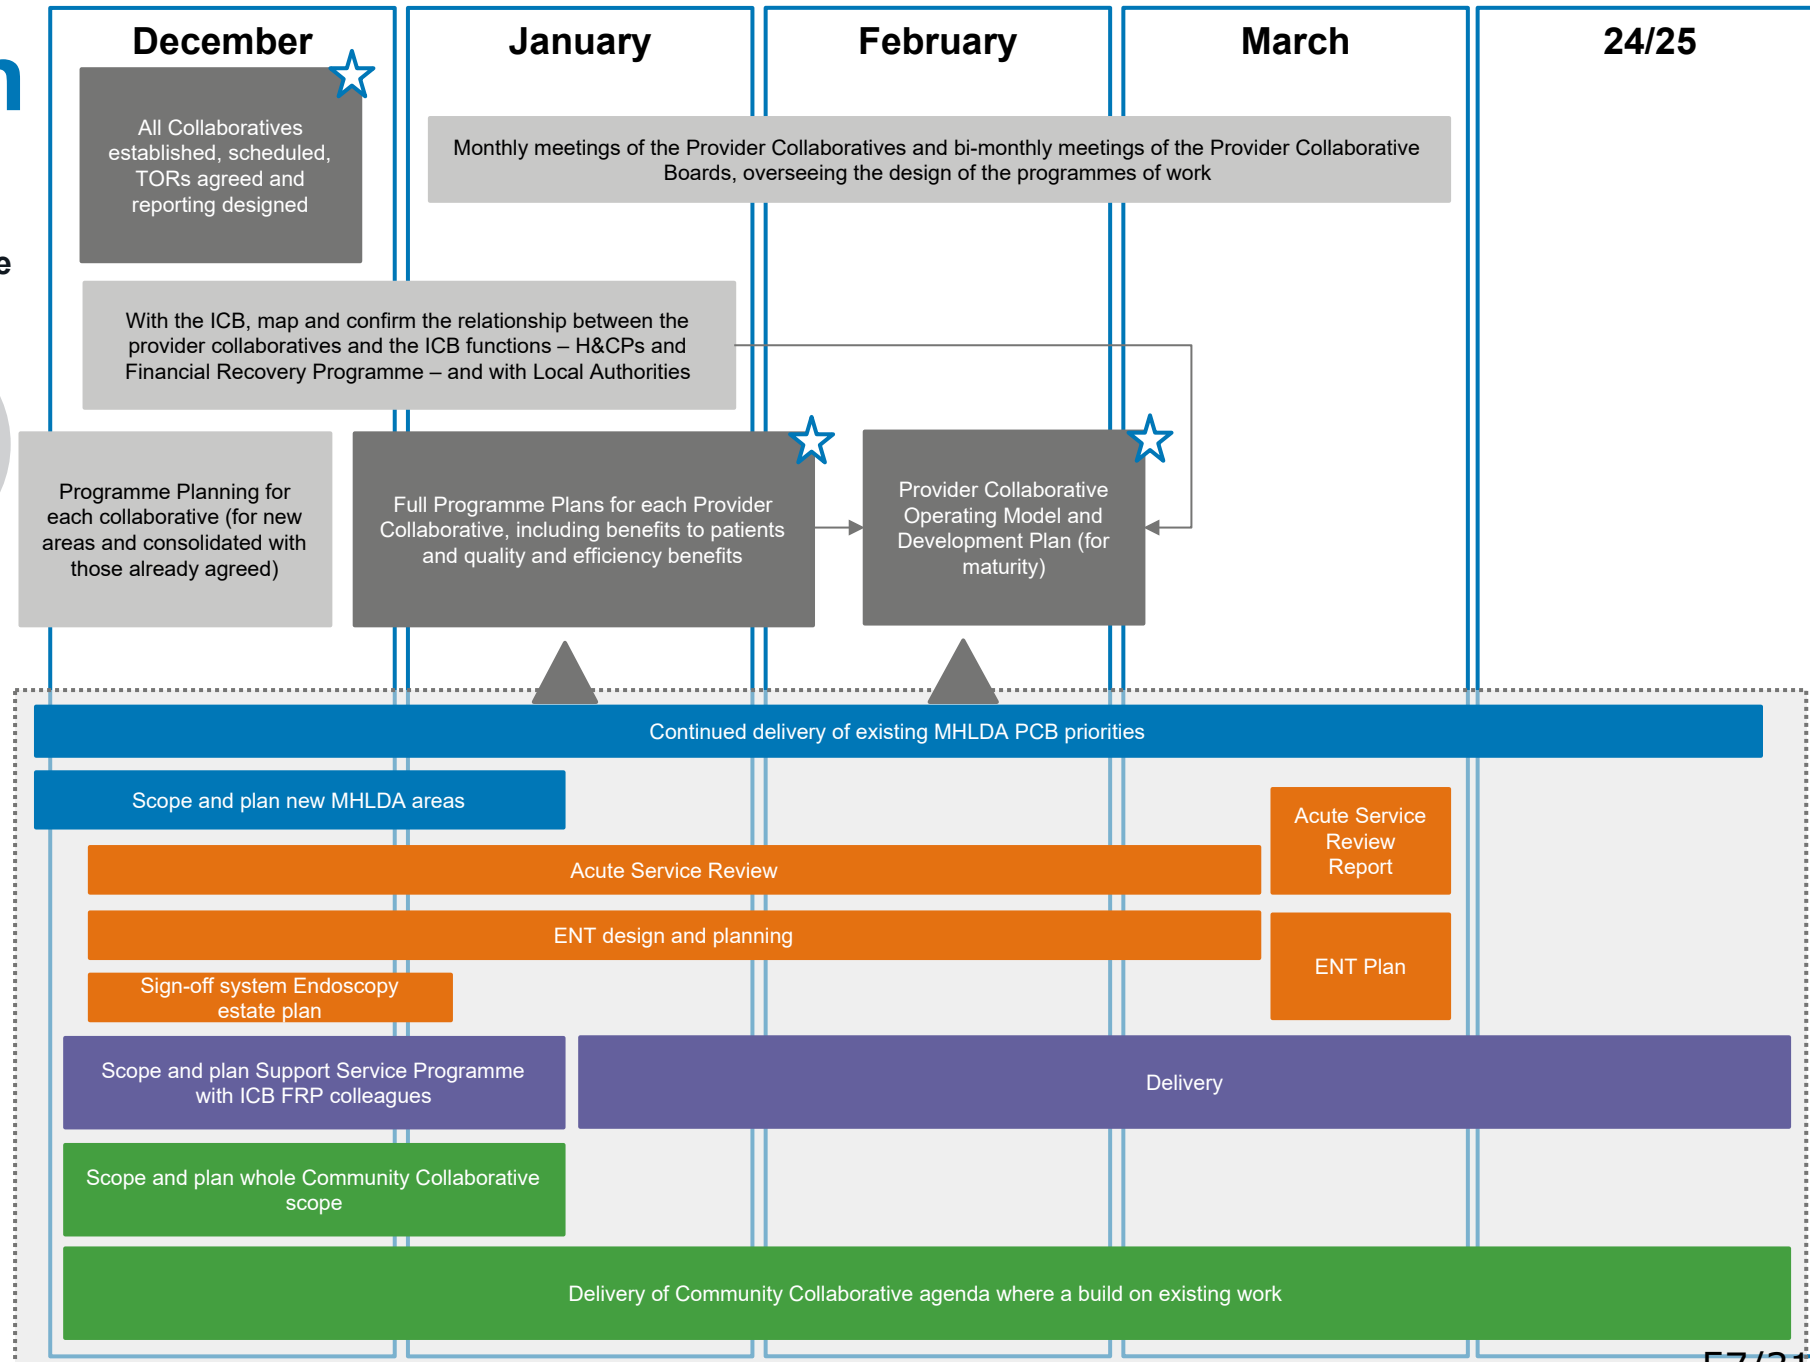 December
January
February
March
24/25
n
e
All Collaboratives
established, scheduled,
TORs agreed and
reporting designed
Monthly meetings of the Provider Collaboratives and bi-monthly meetings of the Provider Collaborative
Boards, overseeing the design of the programmes of work
With the ICB, map and confirm the relationship between the
provider collaboratives and the ICB functions – H&CPs and
Financial Recovery Programme – and with Local Authorities
Programme Planning for
each collaborative (for new
areas and consolidated with
those already agreed)
Full Programme Plans for each Provider
Collaborative, including benefits to patients
and quality and efficiency benefits
Provider Collaborative
Operating Model and
Development Plan (for
maturity)
Continued delivery of existing MHLDA PCB priorities
Scope and plan new MHLDA areas
Acute Service Review
Acute Service
Review
Report
ENT design and planning
ENT Plan
Sign-off system Endoscopy
estate plan
Scope and plan Support Service Programme
with ICB FRP colleagues
Delivery
Scope and plan whole Community Collaborative
scope
Delivery of Community Collaborative agenda where a build on existing work